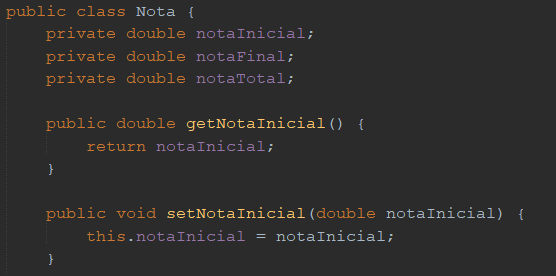 public class Nota {
private double notaInicial;
private double notaFinal;
private double notaTotal;
public double getNotaInicial() {
return notaInicial;
}
public void setNotaInicial(double notaInicial) {
this.notaInicial = notaInicial;
}